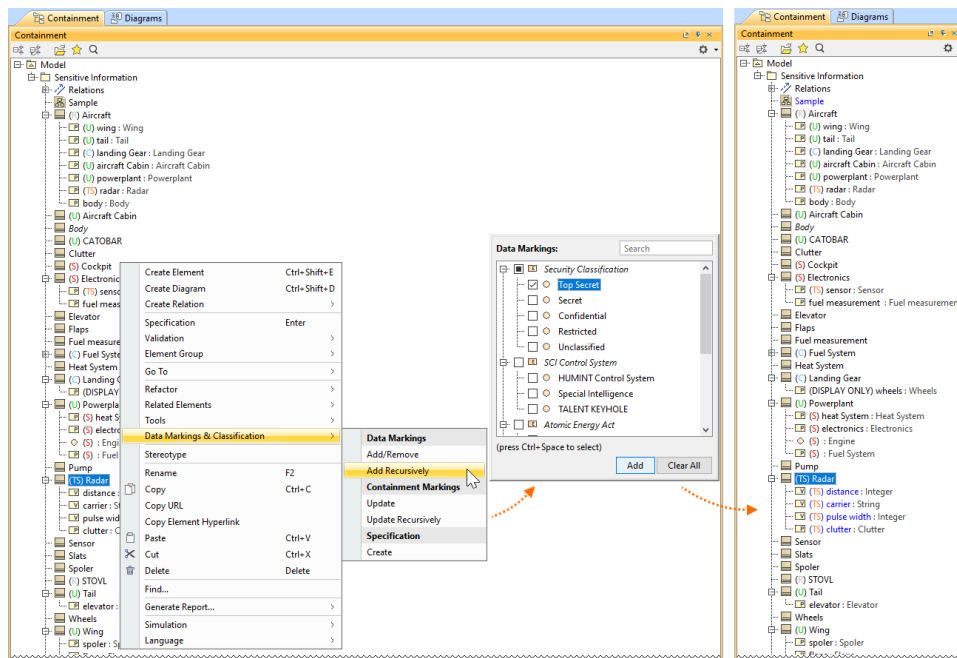 Containment
Diagrams
Containment
Model
Sensitive Information
Relations
Sample
(R) Aircraft
(U) wing : Wing
(U) tail : Tail
(C) landing Gear : Landing Gear
(U) aircraft Cabin : Aircraft Cabin
(U) powerplant : Powerplant
(TS) radar : Radar
body : Body
(U) Aircraft Cabin
Body
(U) CATOBAR
Clutter
(S) Cockpit
(S) Electronic
(TS) senso
fuel meas
Elevator
Flaps
Fuel measure
(C) Fuel Syste
Heat System
(C) Landing G
(DISPLAY
(U) Powerpla
(S) heat S
(S) electro
(S) : Engi
(S) : Fuel
Pump
(TS) Radar
distance :
carrier : St
pulse wid
clutter : C
Sensor
Slats
Spoler
(R) STOVL
(U) Tail
elevator :
Wheels
(U) Wing
spoler : Sp
Create Element Ctrl+Shift+E
Create Diagram Ctrl+Shift+D
Create Relation
Specification Enter
Validation
Element Group
Go To
Refactor
Related Elements
Tools
Data Markings & Classification
Stereotype
Rename F2
Copy Ctrl+C
Copy URL
Copy Element Hyperlink
Paste Ctrl+V
Cut Ctrl+X
Delete Delete
Find...
Generate Report...
Simulation
Language
Data Markings
Add/Remove
Add Recursively
Containment Markings
Update
Update Recursively
Specification
Create
Data Markings:
Search
Security Classification
Top Secret
Secret
Confidential
Restricted
Unclassified
SCI Control System
HUMINT Control System
Special Intelligence
TALENT KEYHOLE
Atomic Energy Act
(press Ctrl+Space to select)
Add
Clear All
Containment
Diagrams
Containment
Model
Sensitive Information
Relations
Sample
(R) Aircraft
(U) wing : Wing
(U) tail : Tail
(C) landing Gear : Landing Gear
(U) aircraft Cabin : Aircraft Cabin
(U) powerplant : Powerplant
(TS) radar : Radar
body : Body
(U) Aircraft Cabin
Body
(U) CATOBAR
Clutter
(S) Cockpit
(S) Electronics
(TS) sensor : Sensor
fuel measurement : Fuel measuremen
Elevator
Flaps
Fuel measurement
(C) Fuel System
Heat System
(C) Landing Gear
(DISPLAY ONLY) wheels : Wheels
(U) Powerplant
(S) heat System : Heat System
(S) electronics : Electronics
(S) : Engine
(S) : Fuel System
Pump
(TS) Radar
(TS) distance : Integer
(TS) carrier : String
(TS) pulse width : Integer
(TS) clutter : Clutter
Sensor
Slats
Spoler
(R) STOVL
(U) Tail
elevator : Elevator
Wheels
(U) Wing
spoler : Spoler